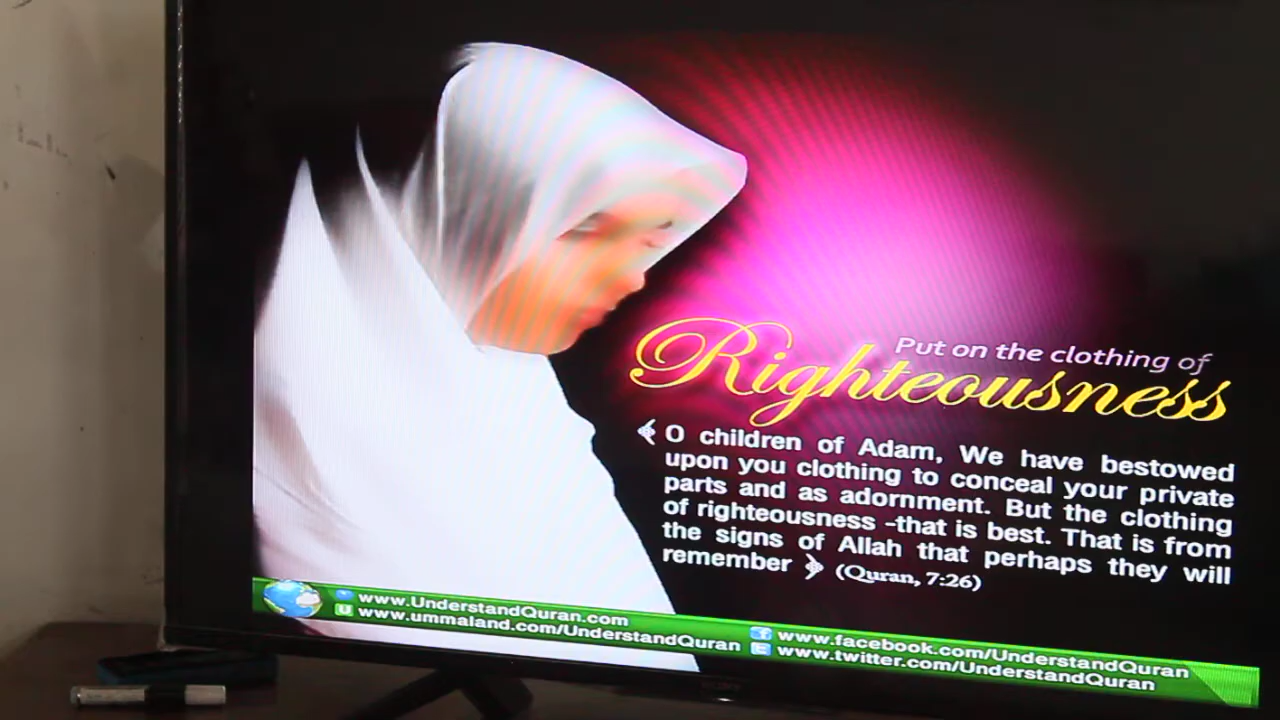 Put on the clothing of
Righteousness
O children of Adam, We have bestowed
upon you clothing to conceal your private
parts and as adornment. But the clothing
of righteousness -that is best. That is from
the signs of Allah that perhaps they will
remember (Quran, 7:26)
www.UnderstandQuran.com
www.ummaland.com/UnderstandQuran
www.facebook.com/UnderstandQuran
www.twitter.com/UnderstandQuran